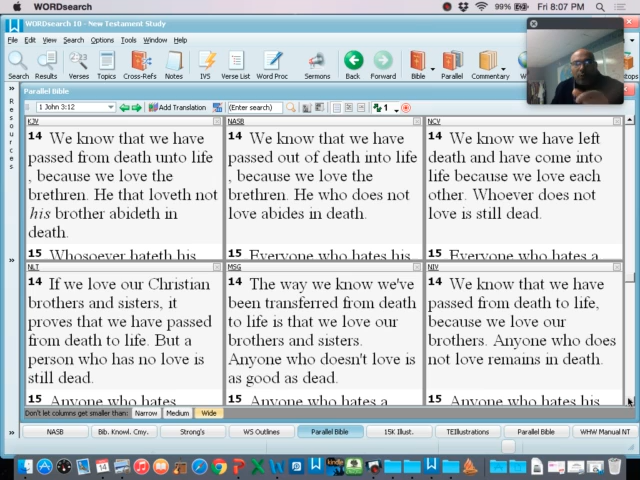 WORDsearch
99%
Fri 8:07 PM
WORDsearch 10 - New Testament Study
File Edit View Search Options Tools Window Help
Search Results Verses Topics Cross-Refs Notes IVS Verse List Word Proc Sermons Back Forward Bible Parallel Commentary
Parallel Bible
1 John 3:12
Add Translation
(Enter search)
1
Resources
KJV
14 We know that we have
passed from death unto life
, because we love the
brethren. He that loveth not
his brother abideth in
death.
15 Whosoever hateth his
NASB
14 We know that we have
passed out of death into life
, because we love the
brethren. He who does not
love abides in death.
15 Everyone who hates his
NCV
14 We know we have left
death and have come into
life because we love each
other. Whoever does not
love is still dead.
15 Everyone who hates a
NLT
14 If we love our Christian
brothers and sisters, it
proves that we have passed
from death to life. But a
person who has no love is
still dead.
15 Anyone who hates
MSG
14 The way we know we've
been transferred from death
to life is that we love our
brothers and sisters.
Anyone who doesn't love is
as good as dead.
15 Anyone who hates a
NIV
14 We know that we have
passed from death to life,
because we love our
brothers. Anyone who does
not love remains in death.
15 Anyone who hates his
Don't let columns get smaller than: Narrow Medium Wide
NASB Bib. Knowl. Cmy. Strong's WS Outlines Parallel Bible 15K Illust. TEIllustrations Parallel Bible WHW Manual NT